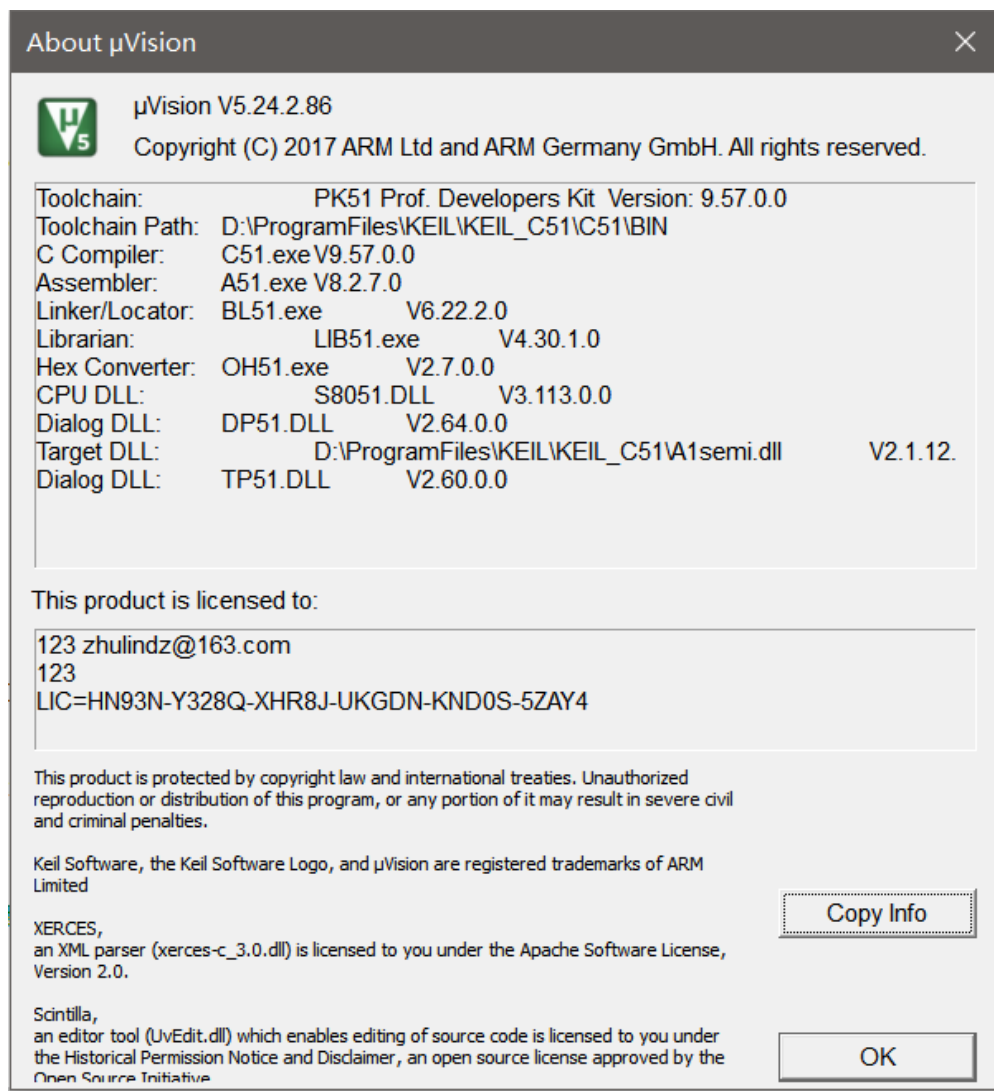 About µVision
µVision V5.24.2.86
Copyright (C) 2017 ARM Ltd and ARM Germany GmbH. All rights reserved.
Toolchain: PK51 Prof. Developers Kit Version: 9.57.0.0
Toolchain Path: D:\ProgramFiles\KEIL\KEIL_C51\C51\BIN
C Compiler: C51.exe V9.57.0.0
Assembler: A51.exe V8.2.7.0
Linker/Locator: BL51.exe V6.22.2.0
Librarian: LIB51.exe V4.30.1.0
Hex Converter: OH51.exe V2.7.0.0
CPU DLL: S8051.DLL V3.113.0.0
Dialog DLL: DP51.DLL V2.64.0.0
Target DLL: D:\ProgramFiles\KEIL\KEIL_C51\A1semi.dll V2.1.12.
Dialog DLL: TP51.DLL V2.60.0.0
This product is licensed to:
123 zhulindz@163.com
123
LIC=HN93N-Y328Q-XHR8J-UKGDN-KND0S-5ZAY4
This product is protected by copyright law and international treaties. Unauthorized
reproduction or distribution of this program, or any portion of it may result in severe civil
and criminal penalties.
Keil Software, the Keil Software Logo, and µVision are registered trademarks of ARM
Limited
Copy Info
XERCES,
an XML parser (xerces-c_3.0.dll) is licensed to you under the Apache Software License,
Version 2.0.
Scintilla,
an editor tool (UvEdit.dll) which enables editing of source code is licensed to you under
the Historical Permission Notice and Disclaimer, an open source license approved by the
Open Source Initiative
OK